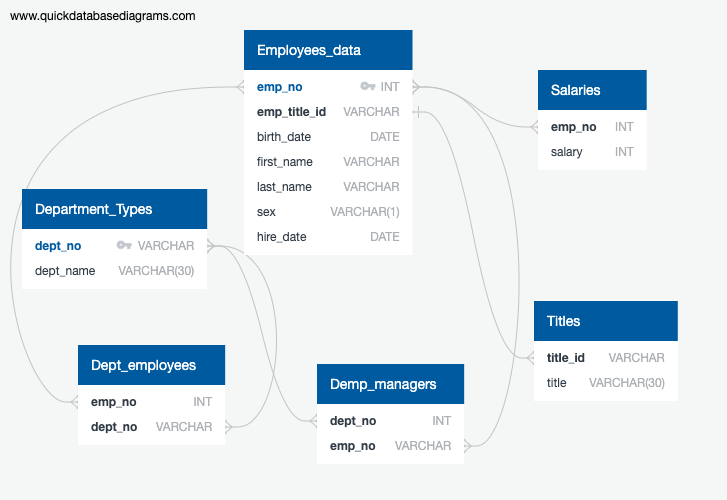 www.quickdatabasediagrams.com
Employees_data
emp_no INT
emp_title_id VARCHAR
birth_date DATE
first_name VARCHAR
last_name VARCHAR
sex VARCHAR(1)
hire_date DATE
Salaries
emp_no INT
salary INT
Department_Types
dept_no VARCHAR
dept_name VARCHAR(30)
Titles
title_id VARCHAR
title VARCHAR(30)
Dept_employees
emp_no INT
dept_no VARCHAR
Demp_managers
dept_no INT
emp_no VARCHAR